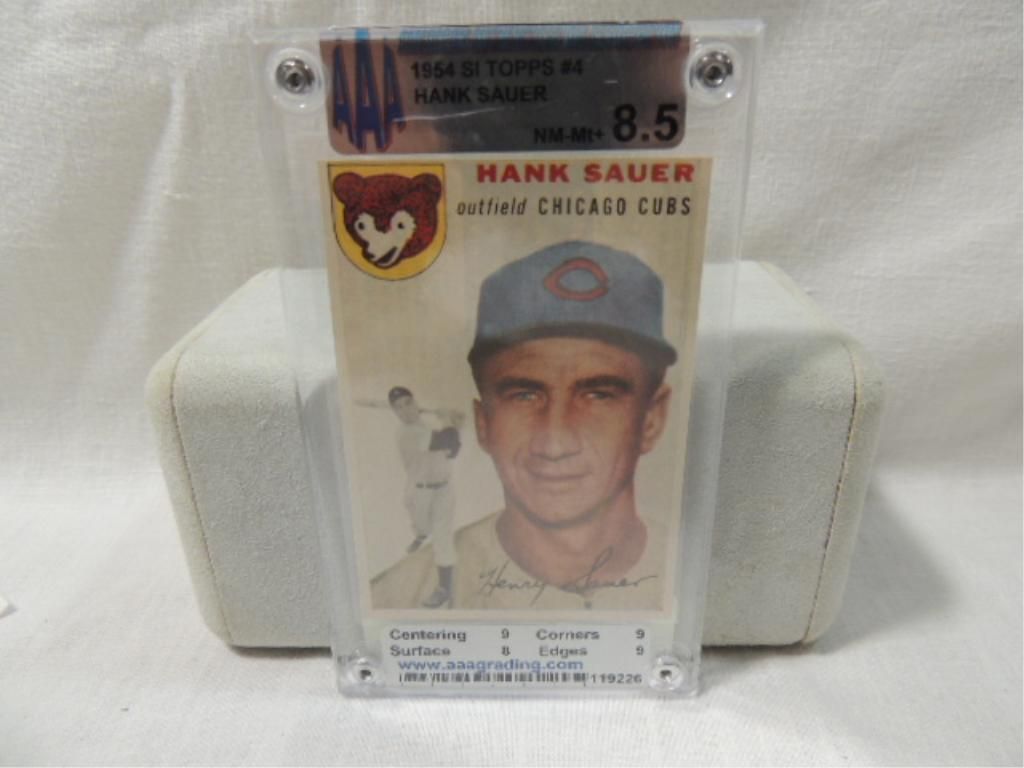 AAA
1954 SI TOPPS #4
HANK SAUER
NM-Mt+ 8.5
HANK SAUER
outfield CHICAGO CUBS
C
Henry Sauer
Centering 9 Corners 9
Surface 8 Edges 9
www.aaagrading.com
119226